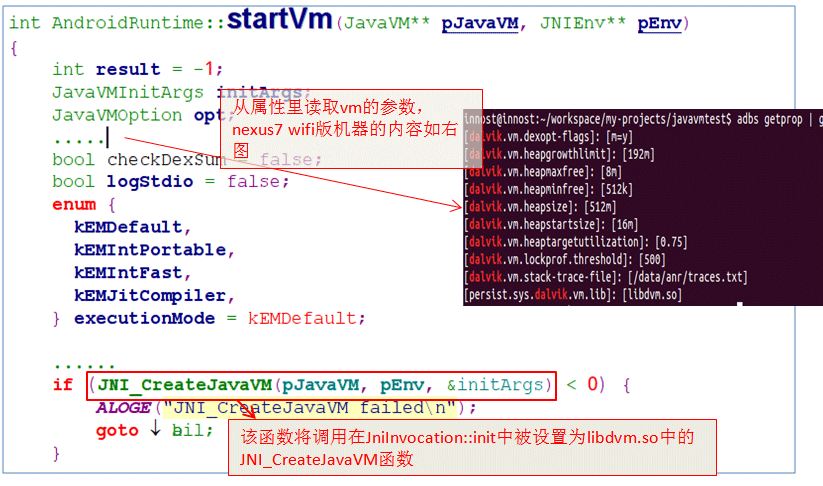 int AndroidRuntime::startVm(JavaVM** pJavaVM, JNIEnv** pEnv)
{
int result = -1;
JavaVMInitArgs initArgs;
JavaVMOption opt;
.....
bool checkDexSum = false;
bool logStdio = false;
enum {
kEMDefault,
kEMIntPortable,
kEMIntFast,
kEMJitCompiler,
} executionMode = kEMDefault;
......
if (JNI_CreateJavaVM(pJavaVM, pEnv, &initArgs) < 0) {
ALOGE("JNI_CreateJavaVM failed\n");
goto ↓ bail;
}
从属性里读取vm的参数，
nexus7 wifi版机器的内容如右
图
innost@innost:~/workspace/my-projects/javavmtest$ adbs getprop | g
[dalvik.vm.dexopt-flags]: [m=y]
[dalvik.vm.heapgrowthlimit]: [192m]
[dalvik.vm.heapmaxfree]: [8m]
[dalvik.vm.heapminfree]: [512k]
[dalvik.vm.heapsize]: [512m]
[dalvik.vm.heapstartsize]: [16m]
[dalvik.vm.heaptargetutilization]: [0.75]
[dalvik.vm.lockprof.threshold]: [500]
[dalvik.vm.stack-trace-file]: [/data/anr/traces.txt]
[persist.sys.dalvik.vm.lib]: [libdvm.so]
该函数将调用在JniInvocation::init中被设置为libdvm.so中的
JNI_CreateJavaVM函数